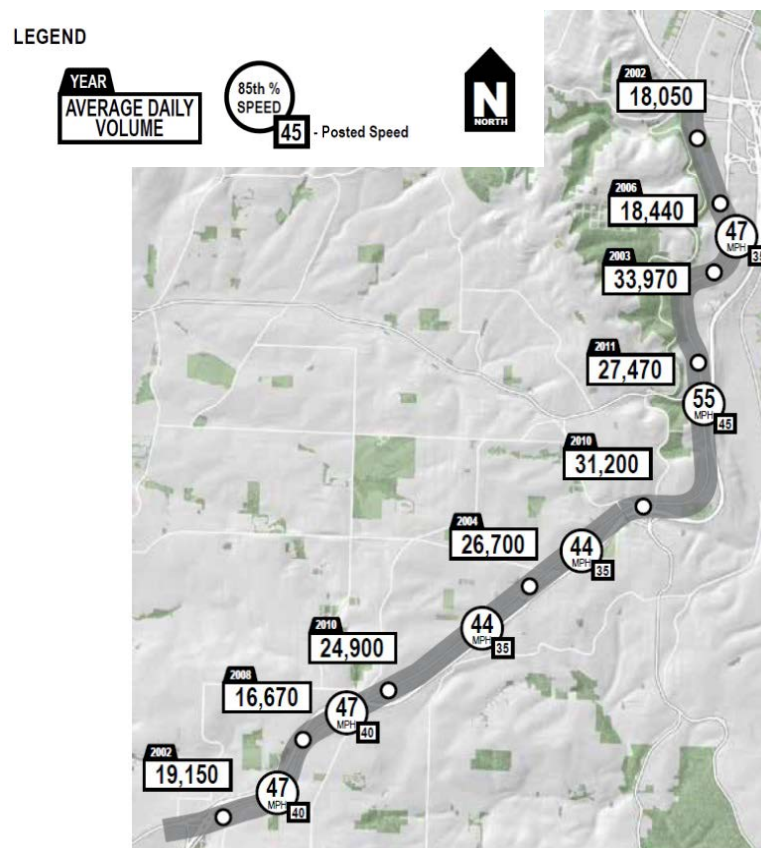 LEGEND
YEAR
AVERAGE DAILY
VOLUME
85th %
SPEED
45 - Posted Speed
N
NORTH
2002
18,050
2006
18,440
47
MPH
35
2003
33,970
2011
27,470
55
MPH
45
2010
31,200
2004
26,700
44
MPH
35
44
MPH
35
2010
24,900
2008
16,670
47
MPH
40
2002
19,150
47
MPH
40